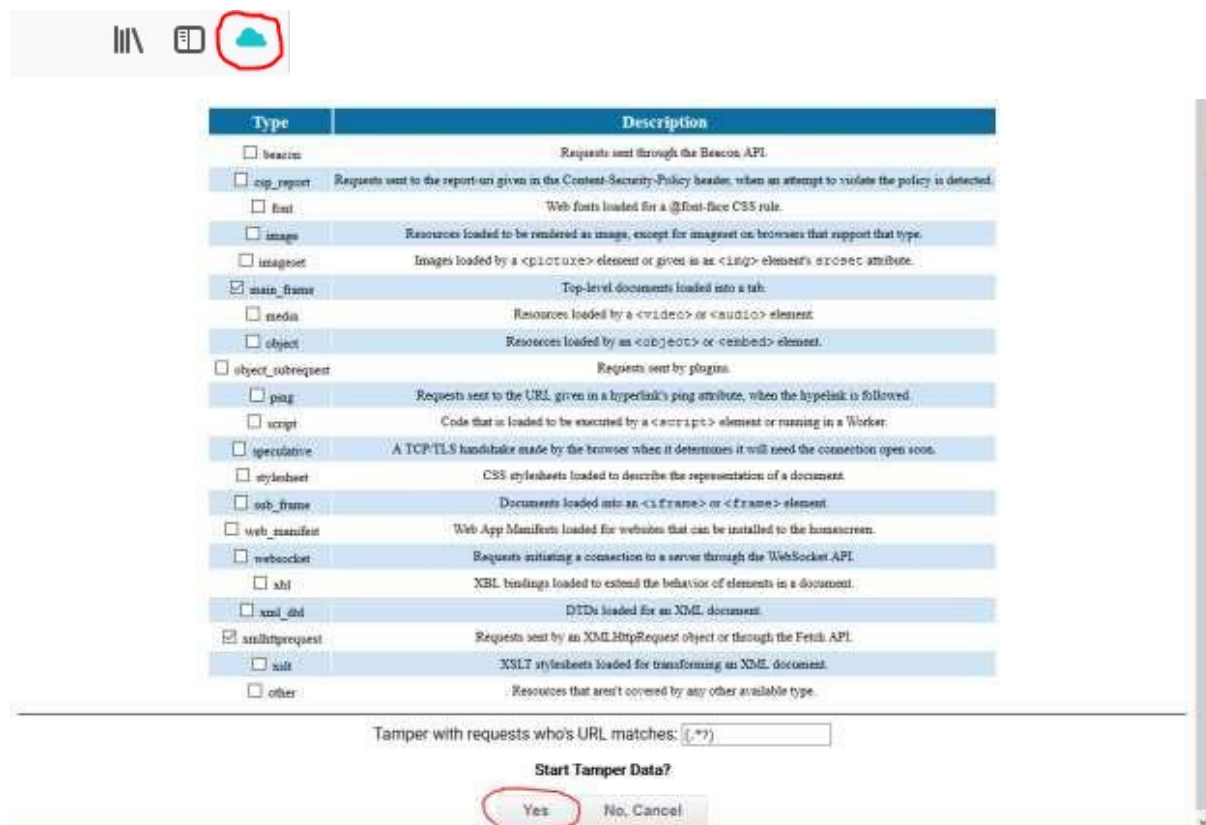 Type Description
beacon Requests sent through the Beacon API.
csp_report Requests sent to the report-uri given in the Content-Security-Policy header, when an attempt to violate the policy is detected.
font Web fonts loaded for a @font-face CSS rule.
image Resources loaded to be rendered as image, except for imageset on browsers that support that type.
imageset Images loaded by a <picture> element or given in an <img> element's srcset attribute.
main_frame Top-level documents loaded into a tab.
media Resources loaded by a <video> or <audio> element.
object Resources loaded by an <object> or <embed> element.
object_subrequest Requests sent by plugins.
ping Requests sent to the URL given in a hyperlink's ping attribute, when the hypelink is followed.
script Code that is loaded to be executed by a <script> element or running in a Worker.
speculative A TCP/TLS handshake made by the browser when it determines it will need the connection open soon.
stylesheet CSS stylesheets loaded to describe the representation of a document.
sub_frame Documents loaded into an <iframe> or <frame> element.
web_manifest Web App Manifests loaded for websites that can be installed to the homescreen.
websocket Requests initiating a connection to a server through the WebSocket API.
xbl XBL bindings loaded to extend the behavior of elements in a document.
xml_dtd DTDs loaded for an XML document.
xmlhttprequest Requests sent by an XMLHttpRequest object or through the Fetch API.
xslt XSLT stylesheets loaded for transforming an XML document.
other Resources that aren't covered by any other available type.
Tamper with requests who's URL matches: (.*?)
Start Tamper Data?
Yes No, Cancel